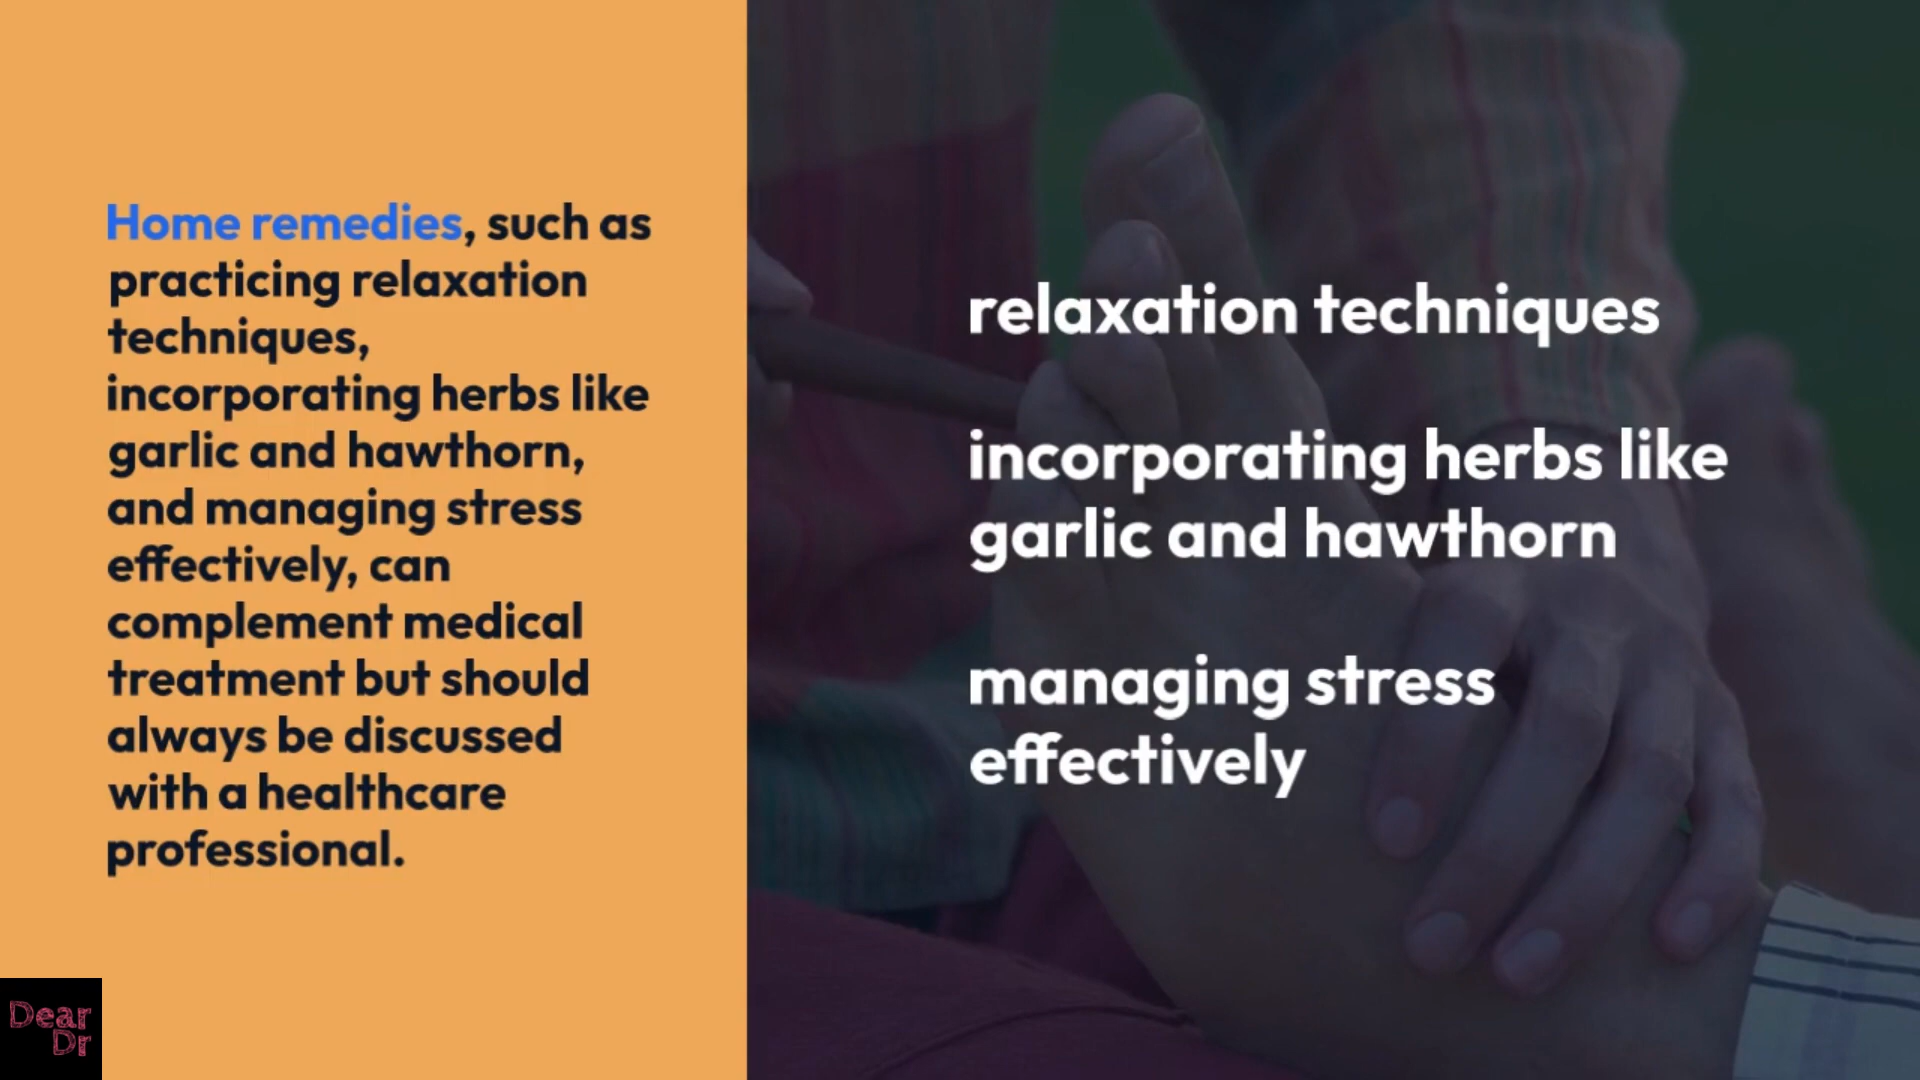 Home remedies, such as
practicing relaxation
techniques,
incorporating herbs like
garlic and hawthorn,
and managing stress
effectively, can
complement medical
treatment but should
always be discussed
with a healthcare
professional.
relaxation techniques
incorporating herbs like
garlic and hawthorn
managing stress
effectively
Dear
Dr